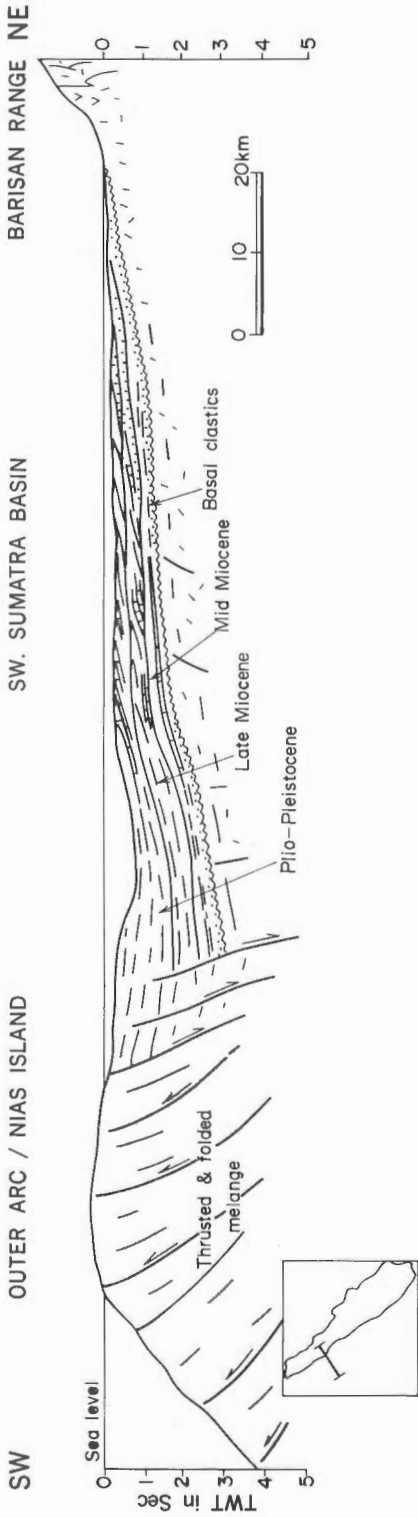 SW
OUTER ARC / NIAS ISLAND
SW. SUMATRA BASIN
BARISAN RANGE NE
Sea level
0
1
2
3
4
5
TWT in Sec
Thrusted & folded
melange
Plio-Pleistocene
Late Miocene
Mid Miocene
Basal clastics
0
10
20km
0
1
2
3
4
5